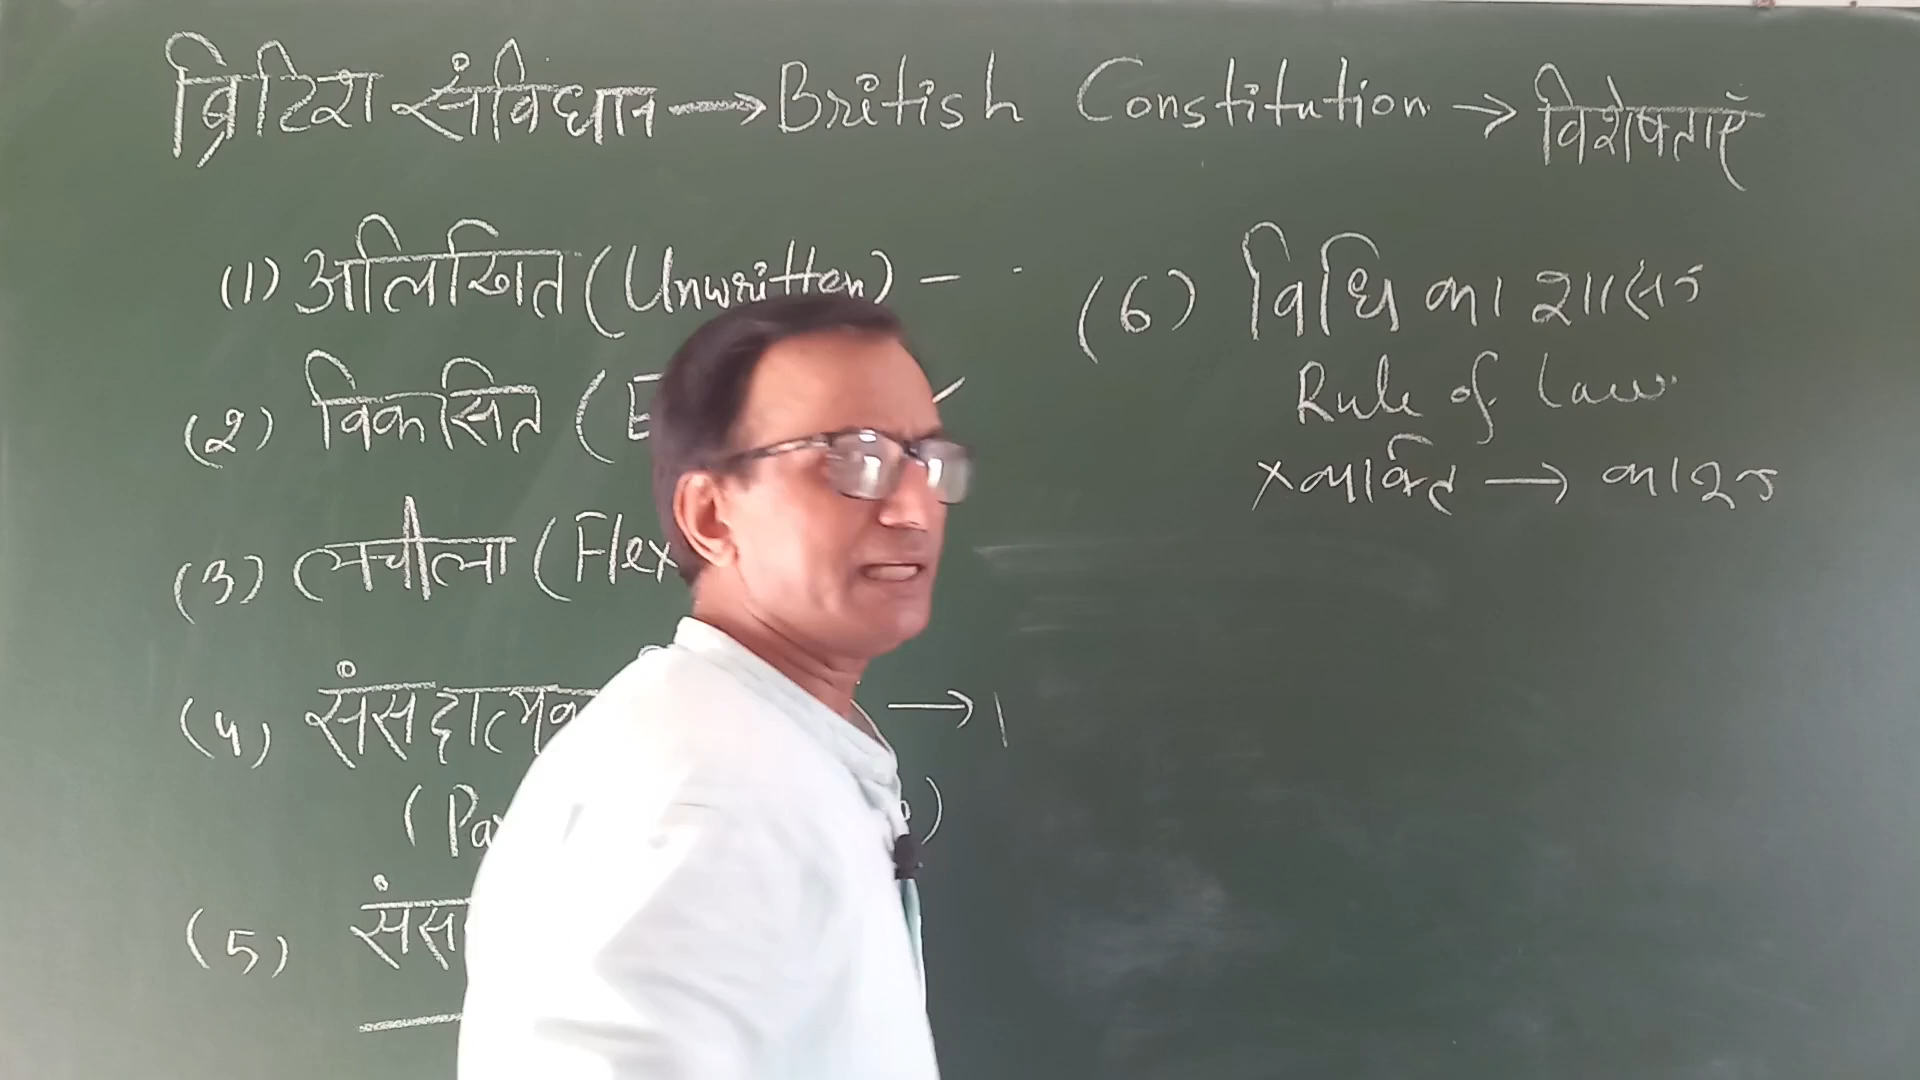 ब्रिटिश संविधान → British Constitution → विशेषताएँ
(1) अलिखित (Unwritten) –
(2) विकसित (E
(3) लचीला (Flex
(4) संसदात्मक →
(Pa )
(5) संस
(6) विधि का शासन
Rule of Law
× व्यक्ति → कानून